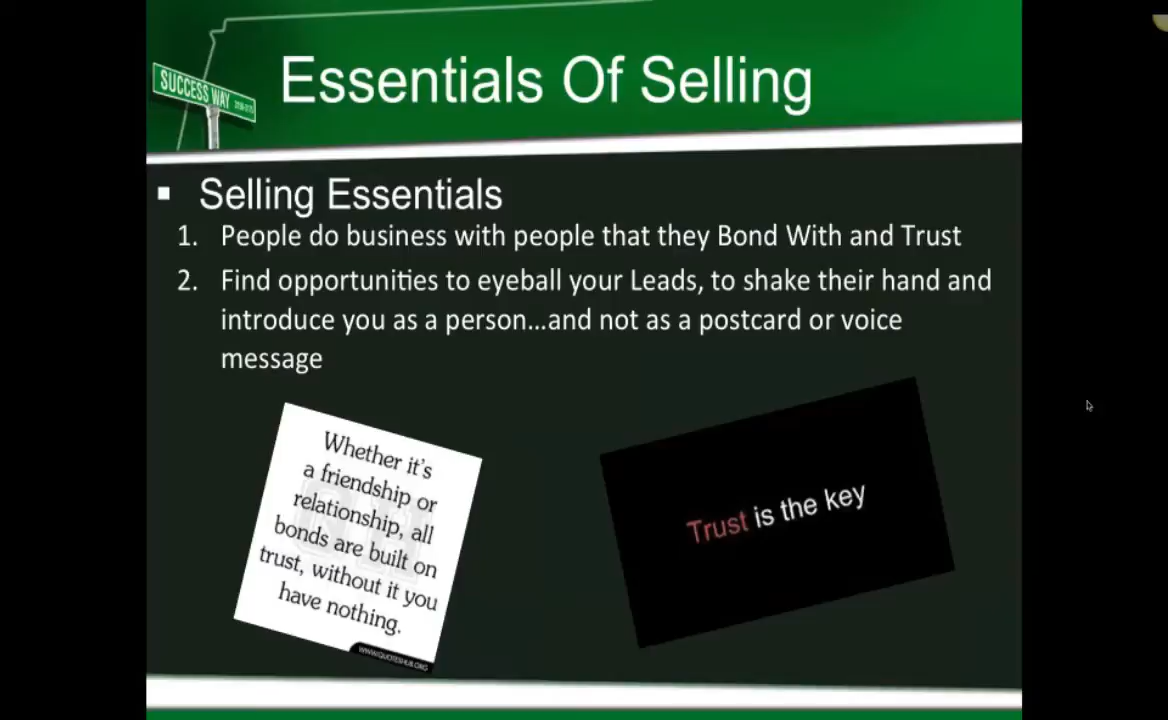 Essentials Of Selling
SUCCESS WAY
▪ Selling Essentials
1. People do business with people that they Bond With and Trust
2. Find opportunities to eyeball your Leads, to shake their hand and
introduce you as a person...and not as a postcard or voice
message
Whether it's
a friendship or
relationship, all
bonds are built on
trust, without it you
have nothing.
WWW.QUOTESHUB.ORG
Trust is the key